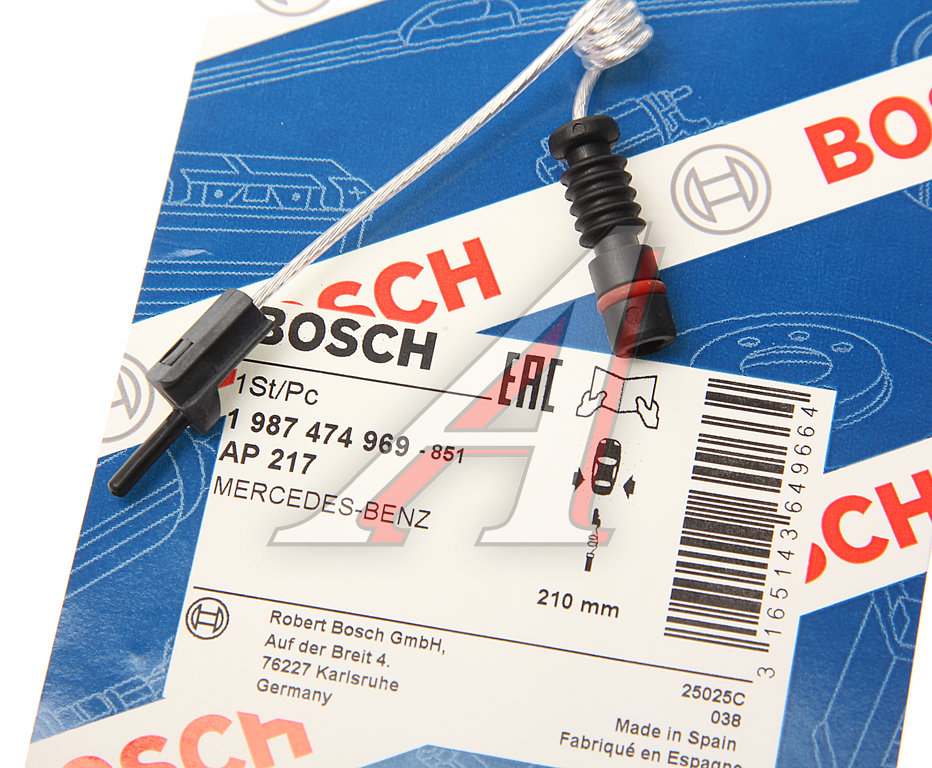 BOSCH
BOSCH
BOSCH
EAC
1St/Pc
1 987 474 969 - 851
AP 217
MERCEDES-BENZ
210 mm
3 165143 649664
Robert Bosch GmbH,
Auf der Breit 4.
76227 Karlsruhe
Germany
25025C
038
Made in Spain
Fabriqué en Espagne
BOSCH
BOSCH